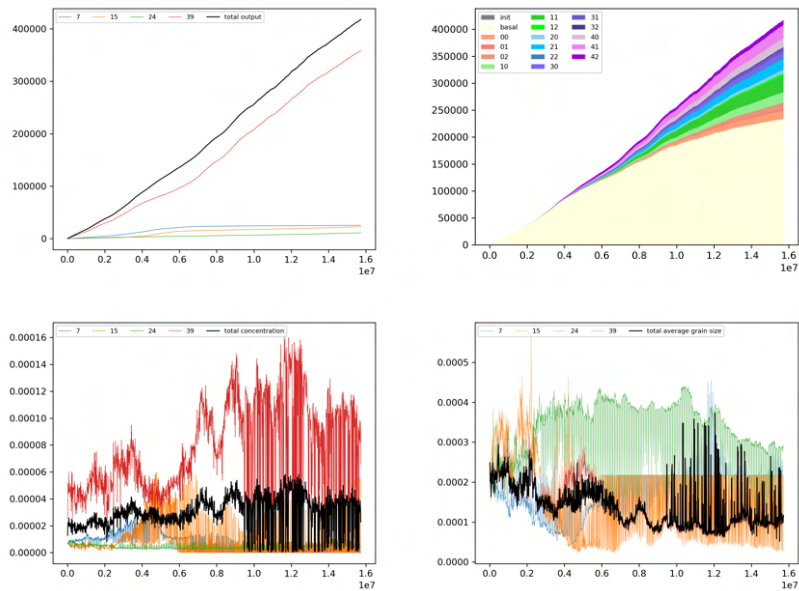 7 15 24 39 total output
400000
300000
200000
100000
0
0.0 0.2 0.4 0.6 0.8 1.0 1.2 1.4 1.6
1e7
init 11 31
basal 12 32
00 20 40
01 21 41
02 22 42
10 30
400000
350000
300000
250000
200000
150000
100000
50000
0
0.0 0.2 0.4 0.6 0.8 1.0 1.2 1.4 1.6
1e7
7 15 24 39 total concentration
0.00016
0.00014
0.00012
0.00010
0.00008
0.00006
0.00004
0.00002
0.00000
0.0 0.2 0.4 0.6 0.8 1.0 1.2 1.4 1.6
1e7
7 15 24 39 total average grain size
0.0005
0.0004
0.0003
0.0002
0.0001
0.0000
0.0 0.2 0.4 0.6 0.8 1.0 1.2 1.4 1.6
1e7